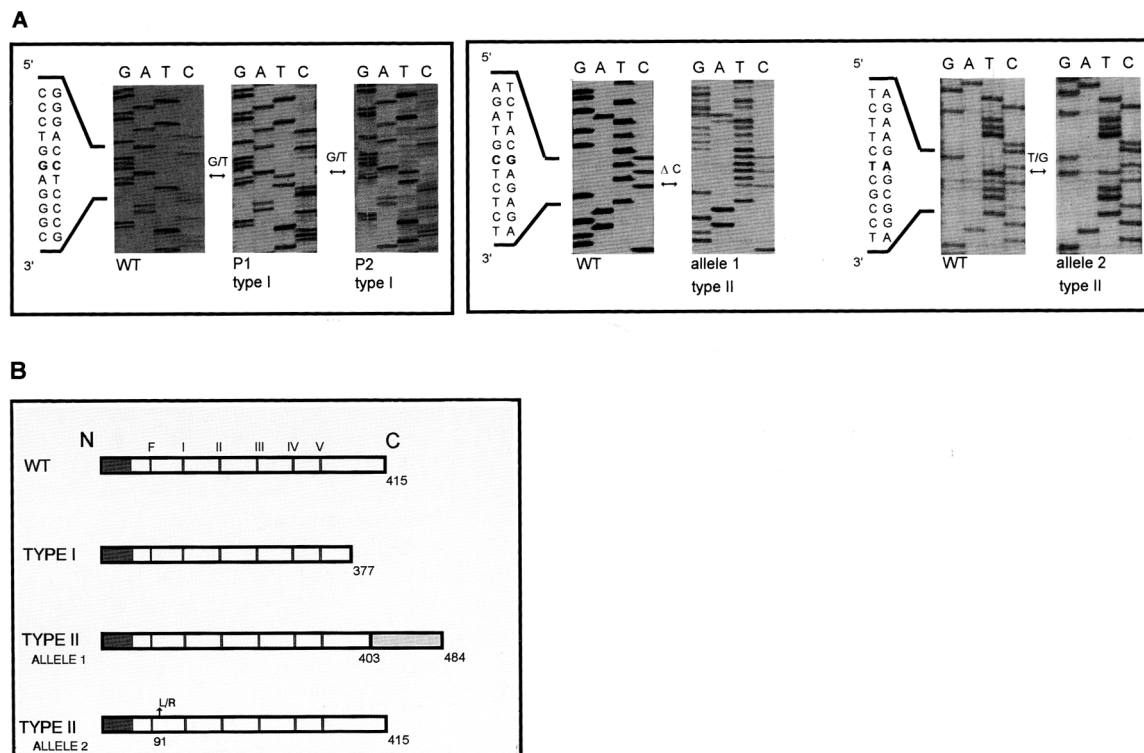 A
5'
C C C T G G A G G G C
G G G A C C T C C C G
3'
G A T C
WT
G/T
↔
G A T C
P1
type I
G/T
↔
G A T C
P2
type I
5'
A G A T G C T C T C T
T C T A C G A G A G A
3'
G A T C
WT
Δ C
↔
G A T C
allele 1
type II
5'
T C T T C T C G C C T
A G A A G A G C G G A
3'
G A T C
WT
T/G
↔
G A T C
allele 2
type II
B
N F I II III IV V C
WT
415
TYPE I
377
TYPE II
ALLELE 1
403 484
L/R
TYPE II
ALLELE 2
91 415